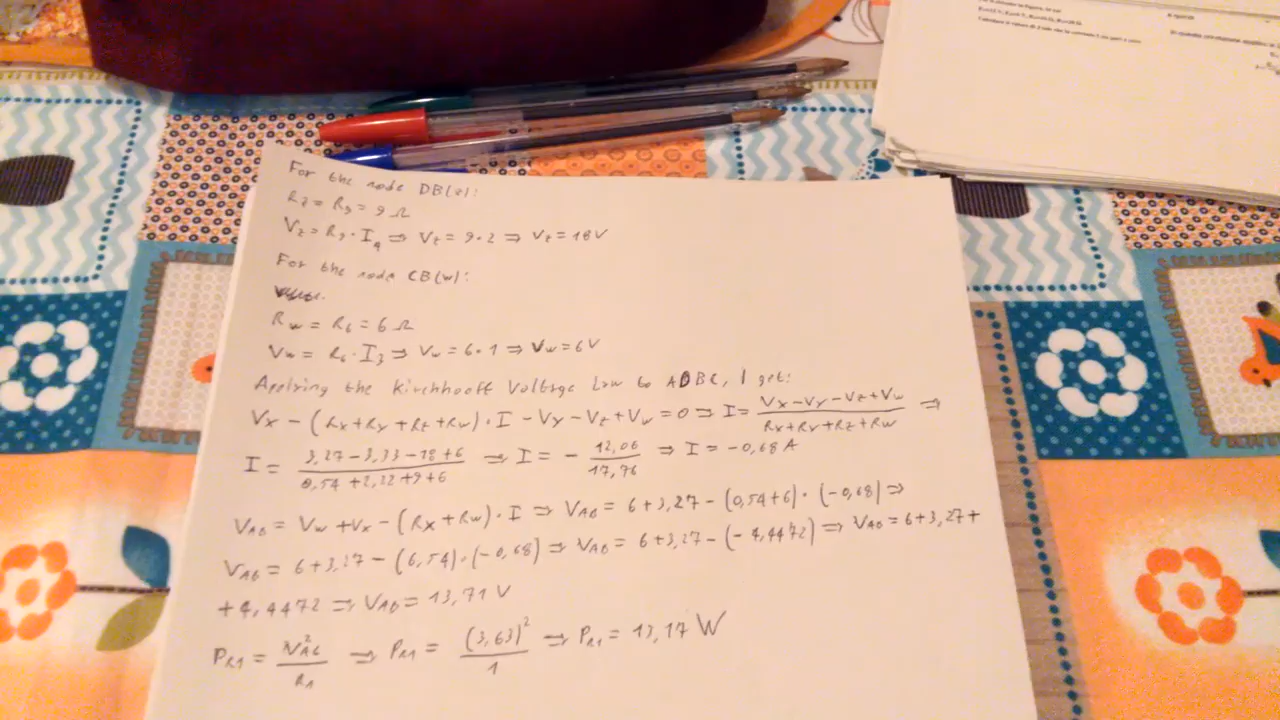 For the node DB(z):
Rz = R9 = 9 Ω
Vz = R9 · I4 ⇒ Vz = 9 · 2 ⇒ Vz = 18V
For the node CB(w):
Rw = R6 = 6 Ω
Vw = R6 · I3 ⇒ Vw = 6 · 1 ⇒ Vw = 6V
Applying the Kirchhooff Voltage Law to ADBC, I get:
Vx - (Rx + Ry + Rz + Rw) · I - Vy - Vz + Vw = 0 ⇒ I = (Vx - Vy - Vz + Vw) / (Rx + Ry + Rz + Rw) ⇒
I = (3,27 - 3,33 - 18 + 6) / (0,54 + 2,22 + 9 + 6) ⇒ I = - 12,06 / 17,76 ⇒ I = -0,68 A
VAB = Vw + Vx - (Rx + Rw) · I ⇒ VAB = 6 + 3,27 - (0,54 + 6) · (-0,68) ⇒
VAB = 6 + 3,27 - (6,54) · (-0,68) ⇒ VAB = 6 + 3,27 - (-4,4472) ⇒ VAB = 6 + 3,27 +
+ 4,4472 ⇒ VAB = 13,71 V
PR1 = VAC² / R1 ⇒ PR1 = (3,63)² / 1 ⇒ PR1 = 13,17 W